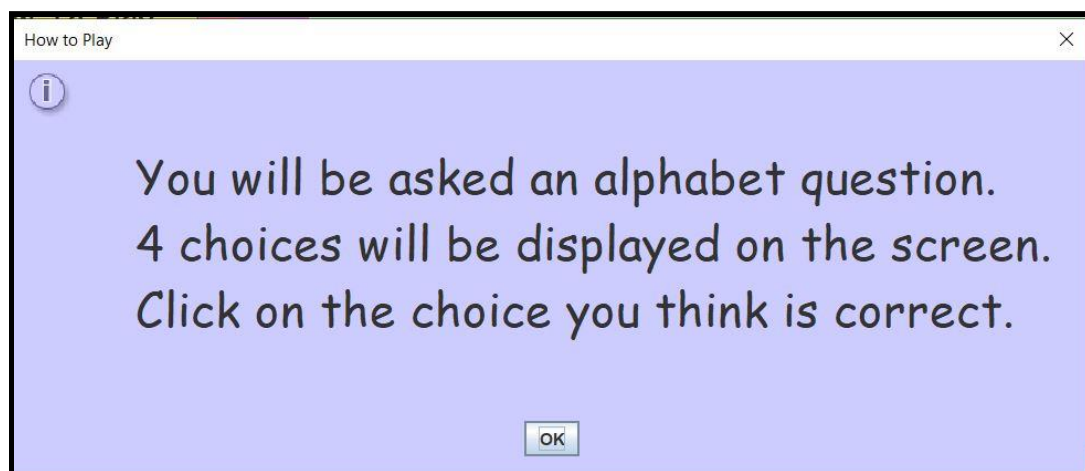 How to Play
i
You will be asked an alphabet question.
4 choices will be displayed on the screen.
Click on the choice you think is correct.
OK